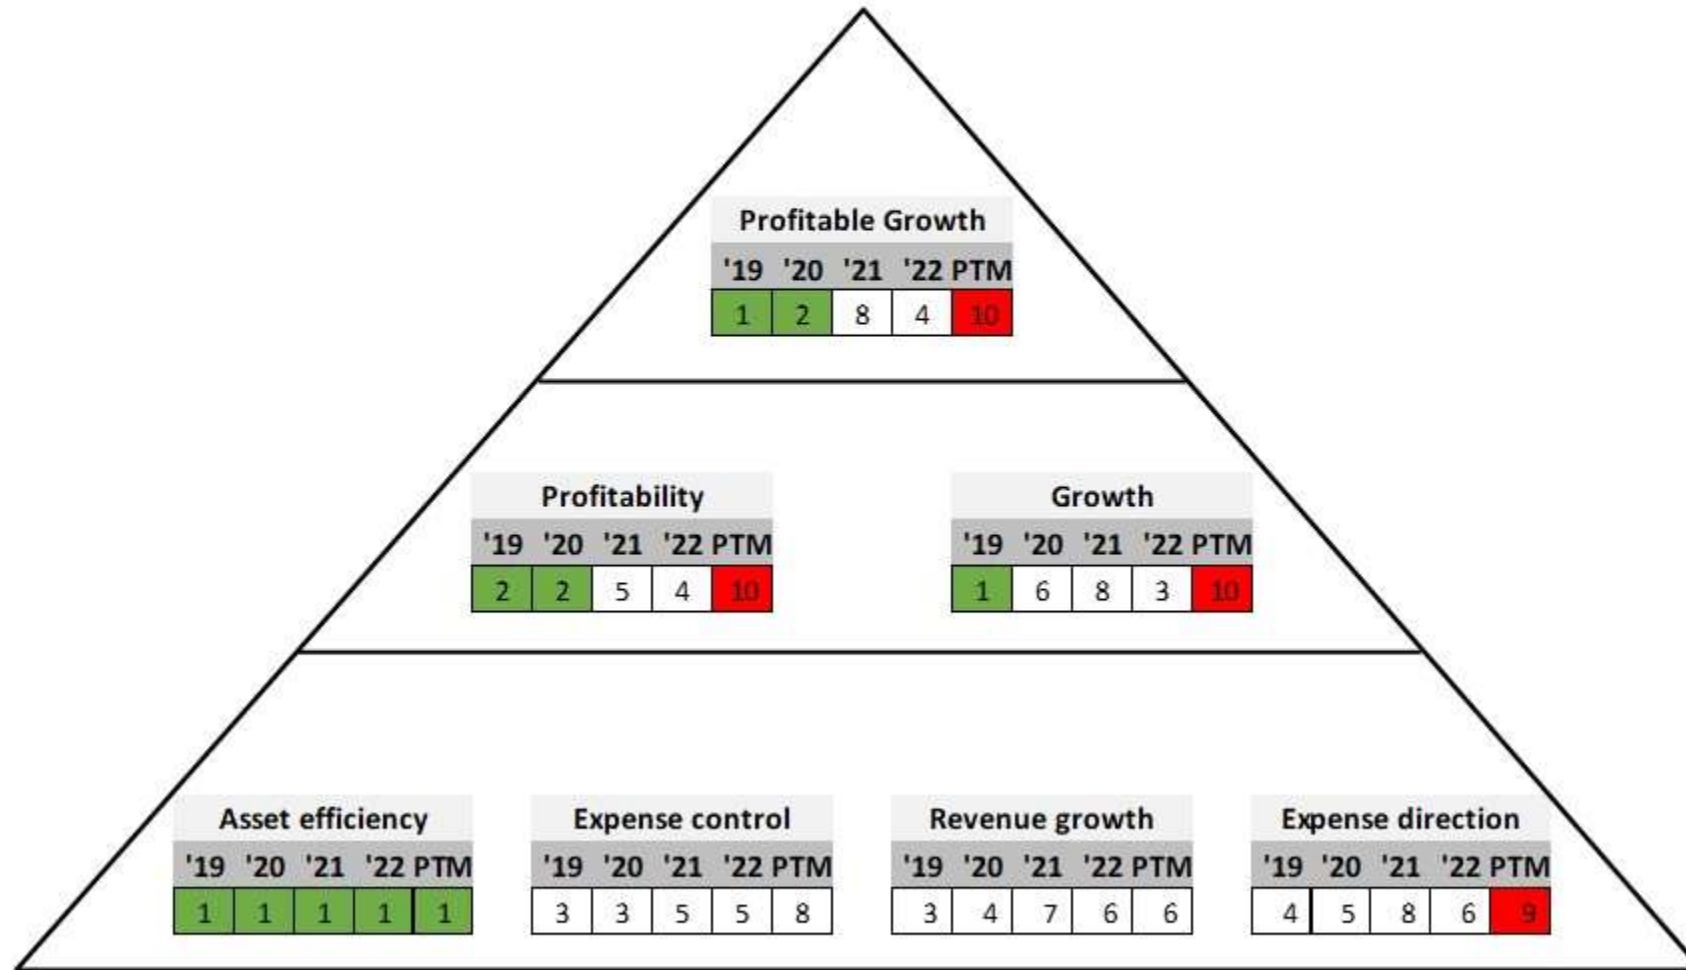 Profitable Growth
'19 '20 '21 '22 PTM
1 2 8 4 10
Profitability
'19 '20 '21 '22 PTM
2 2 5 4 10
Growth
'19 '20 '21 '22 PTM
1 6 8 3 10
Asset efficiency
'19 '20 '21 '22 PTM
1 1 1 1 1
Expense control
'19 '20 '21 '22 PTM
3 3 5 5 8
Revenue growth
'19 '20 '21 '22 PTM
3 4 7 6 6
Expense direction
'19 '20 '21 '22 PTM
4 5 8 6 9